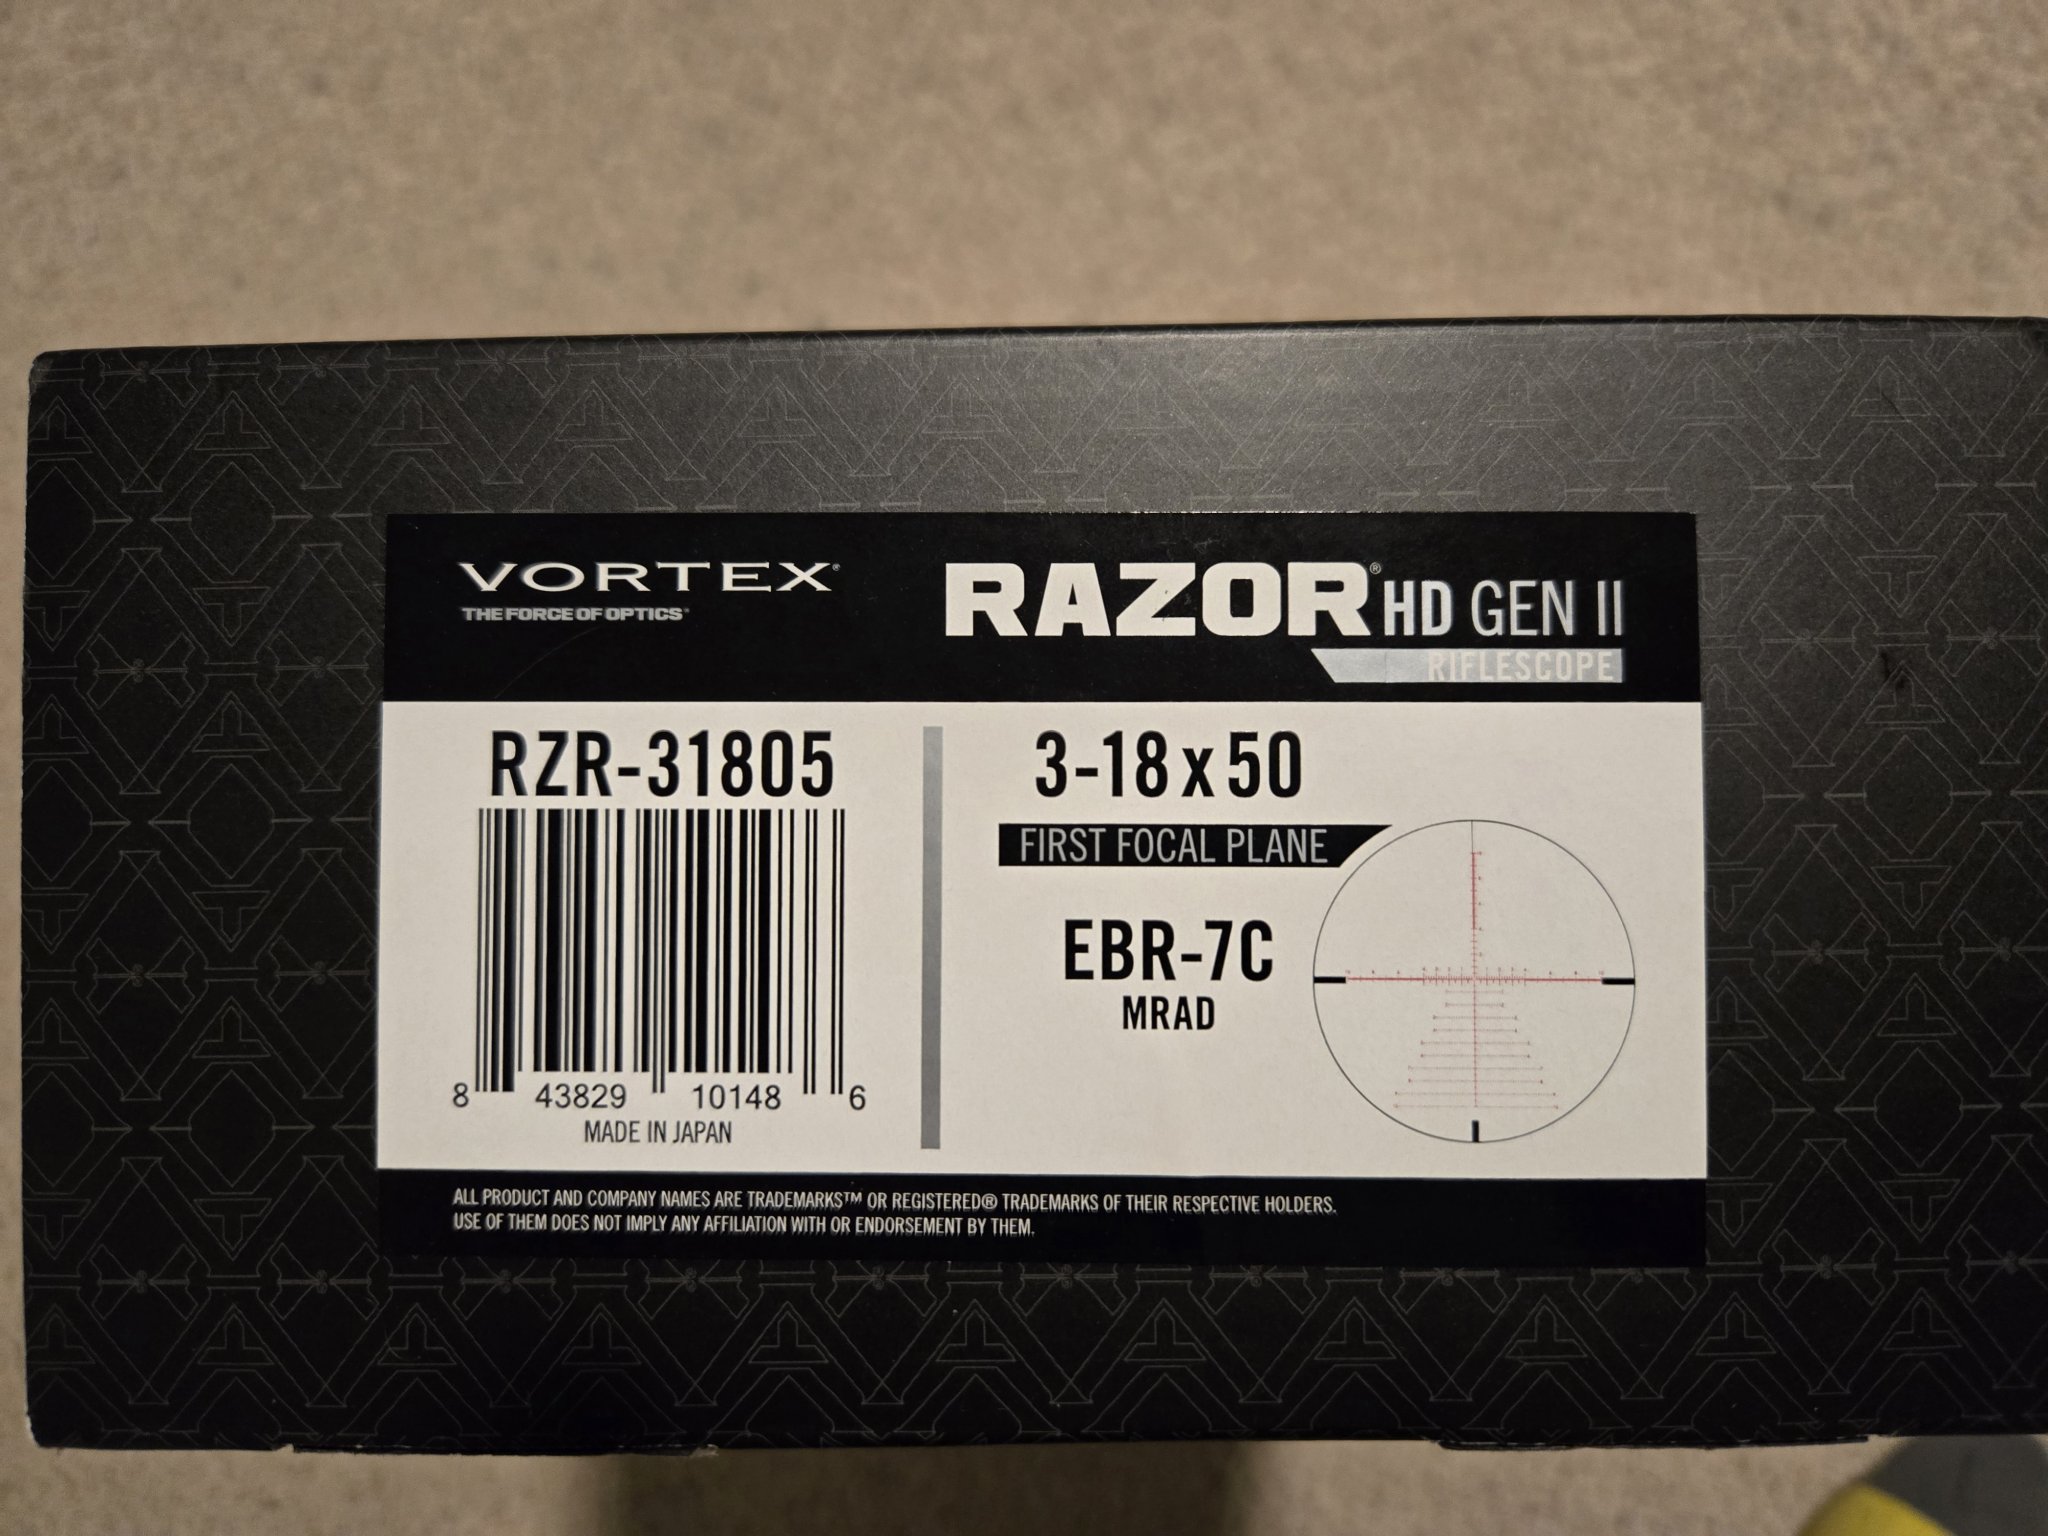 VORTEX®
THE FORCE OF OPTICS®
RAZOR® HD GEN II
RIFLESCOPE
RZR-31805
8 43829 10148 6
MADE IN JAPAN
3-18 x 50
FIRST FOCAL PLANE
EBR-7C
MRAD
ALL PRODUCT AND COMPANY NAMES ARE TRADEMARKS™ OR REGISTERED® TRADEMARKS OF THEIR RESPECTIVE HOLDERS.
USE OF THEM DOES NOT IMPLY ANY AFFILIATION WITH OR ENDORSEMENT BY THEM.